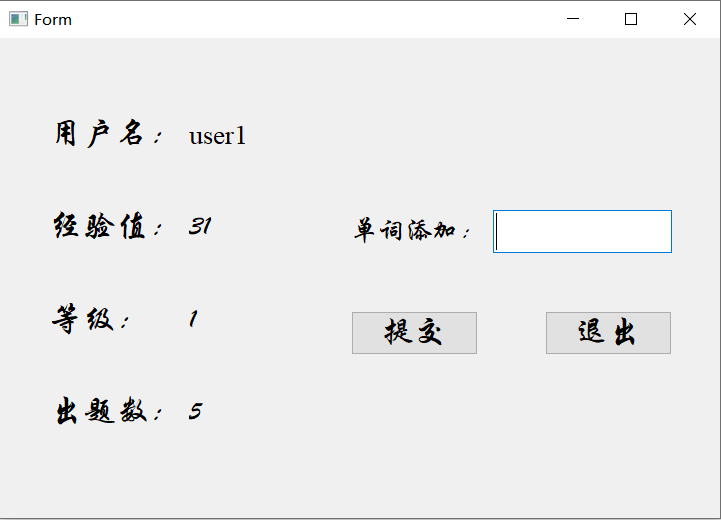 Form
用户名： user1
经验值： 31
单词添加：
等级： 1
提交 退出
出题数： 5